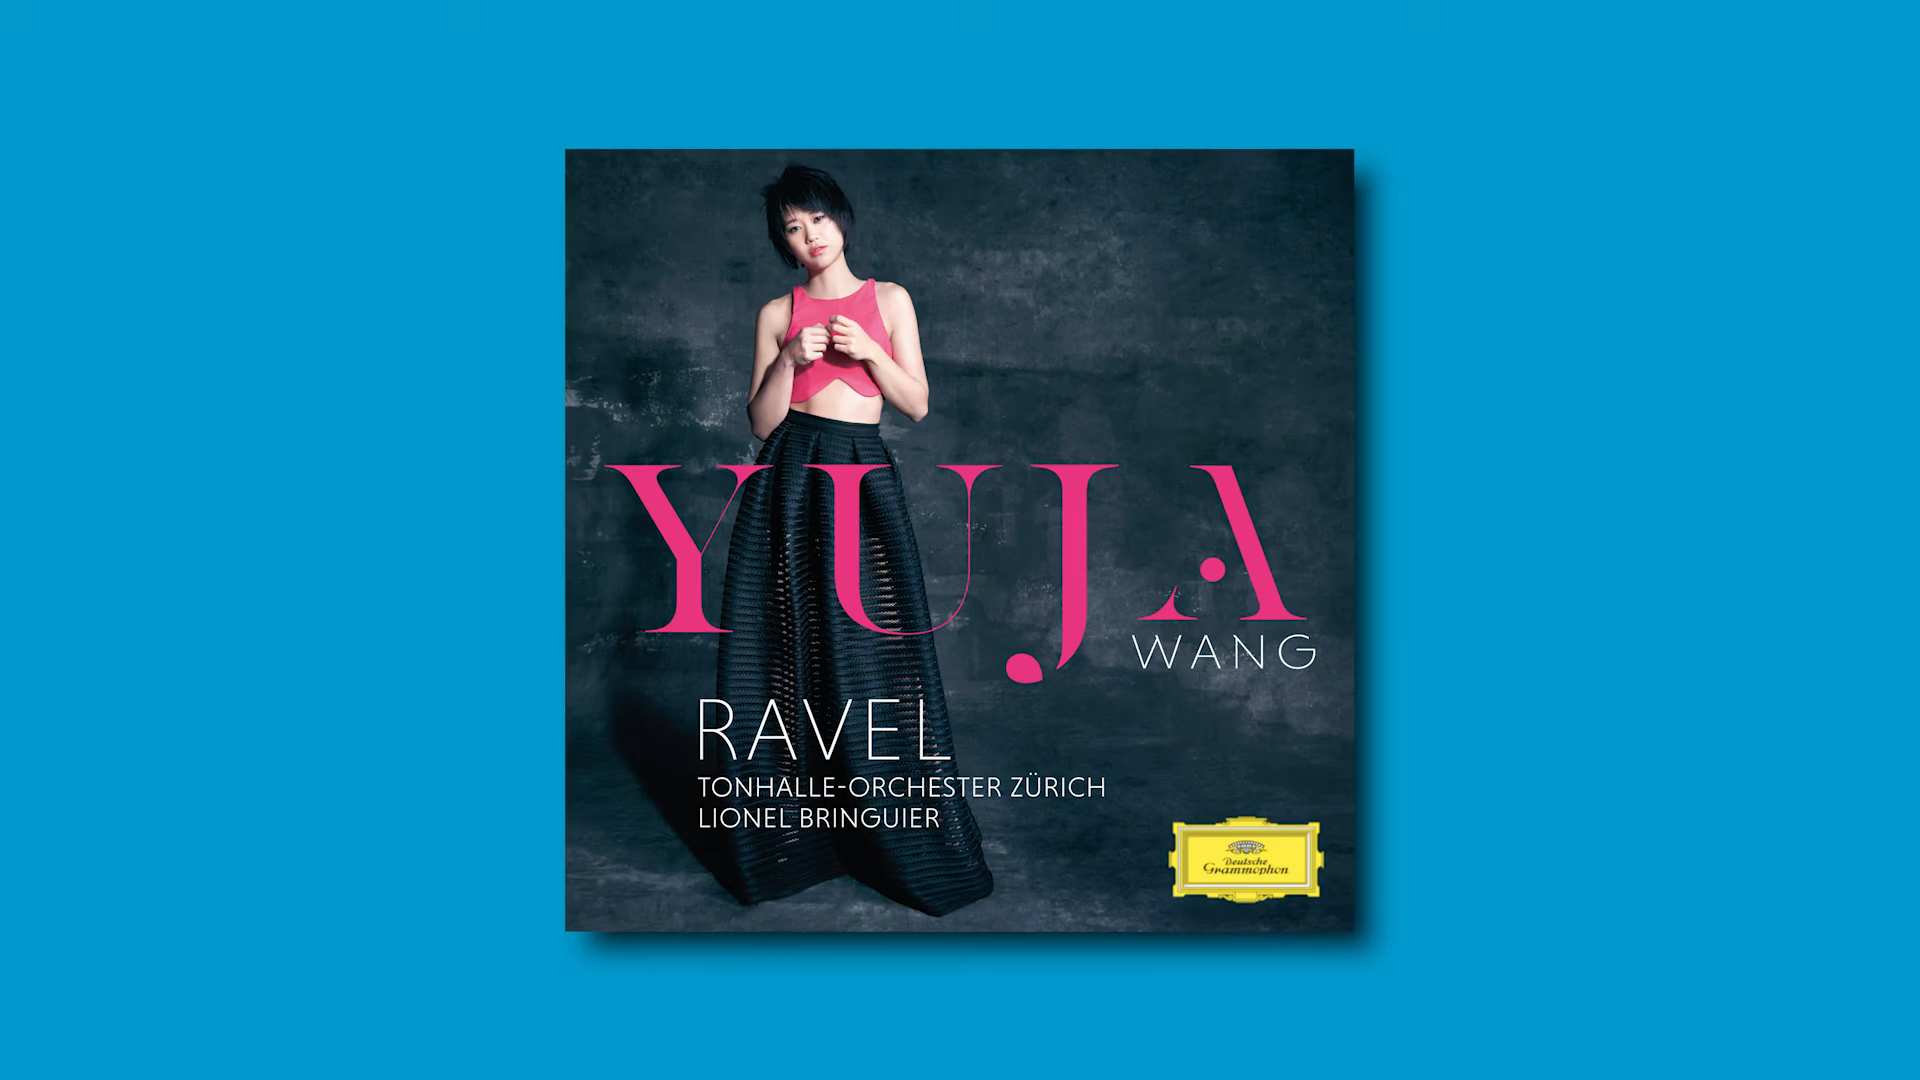 YUJA
WANG
RAVEL
TONHALLE-ORCHESTER ZÜRICH
LIONEL BRINGUIER
Deutsche
Grammophon